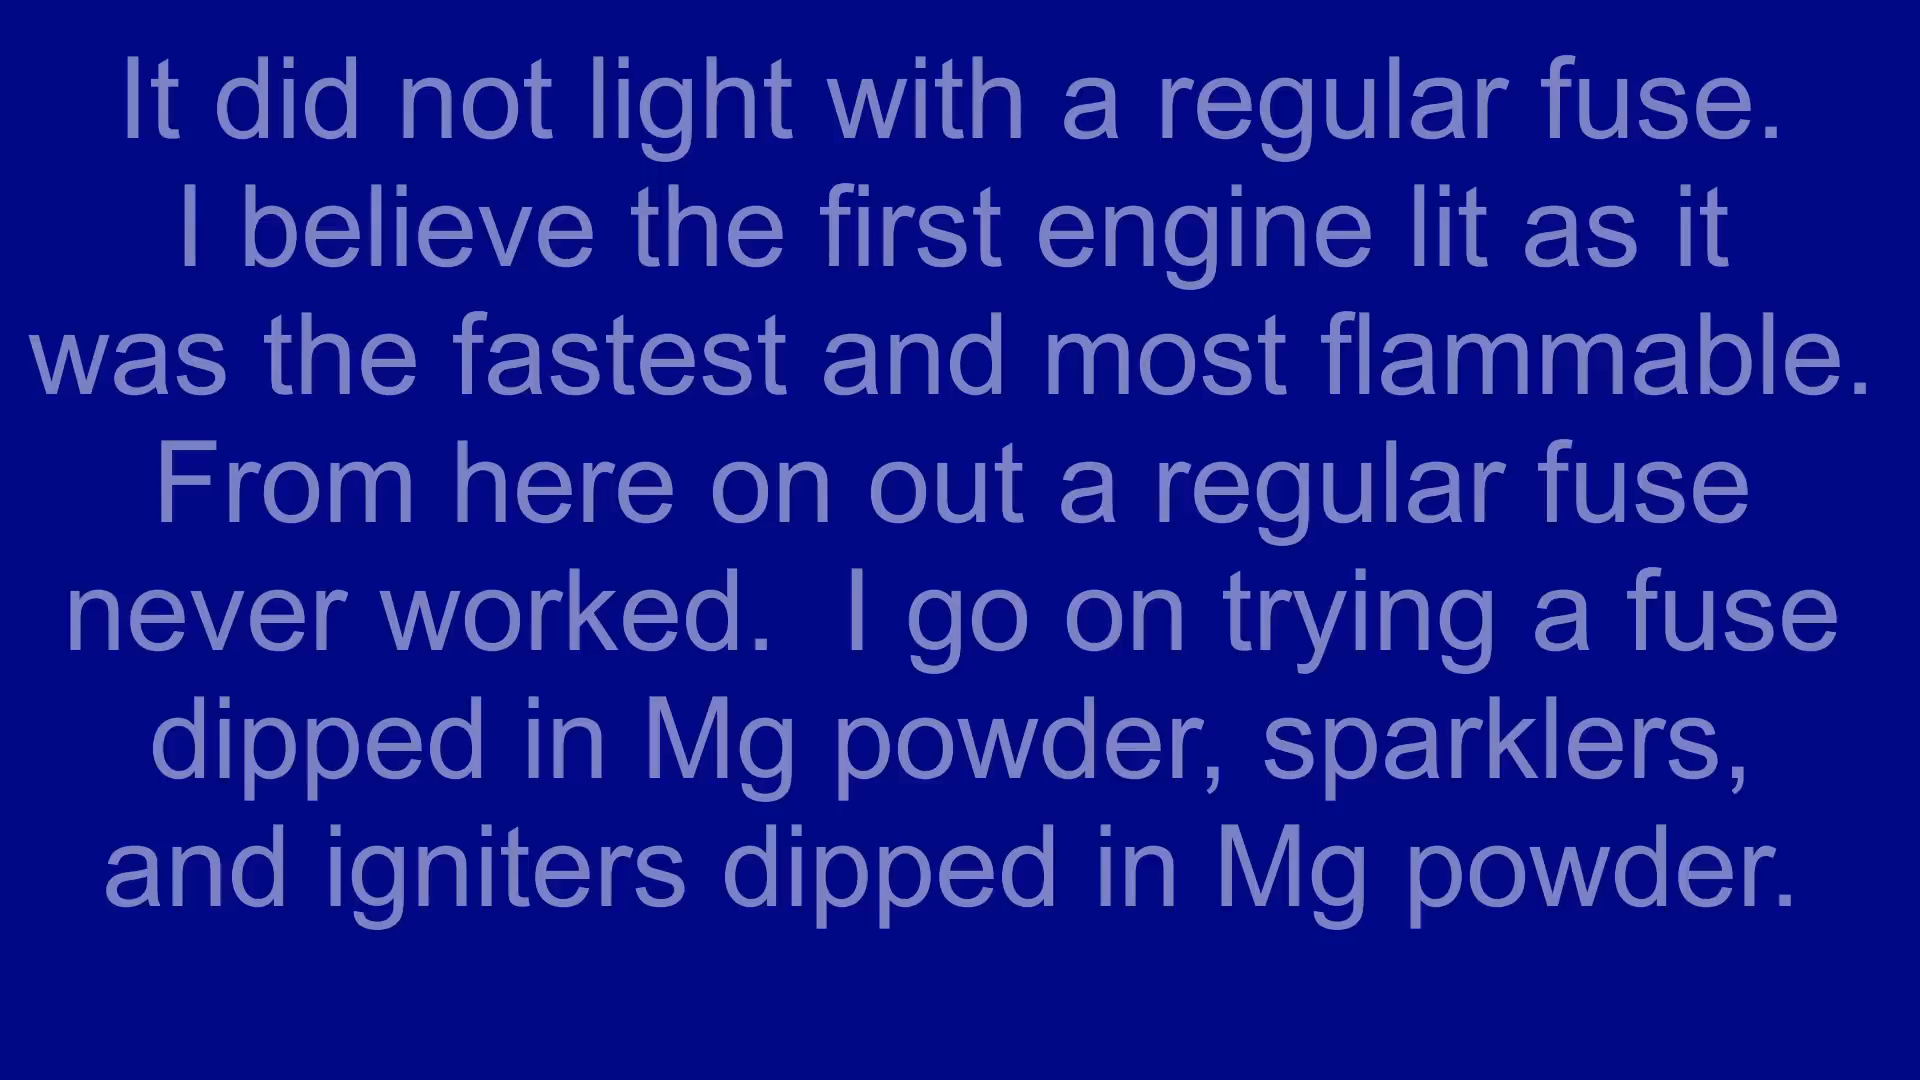 It did not light with a regular fuse.
I believe the first engine lit as it
was the fastest and most flammable.
From here on out a regular fuse
never worked.  I go on trying a fuse
dipped in Mg powder, sparklers,
and igniters dipped in Mg powder.